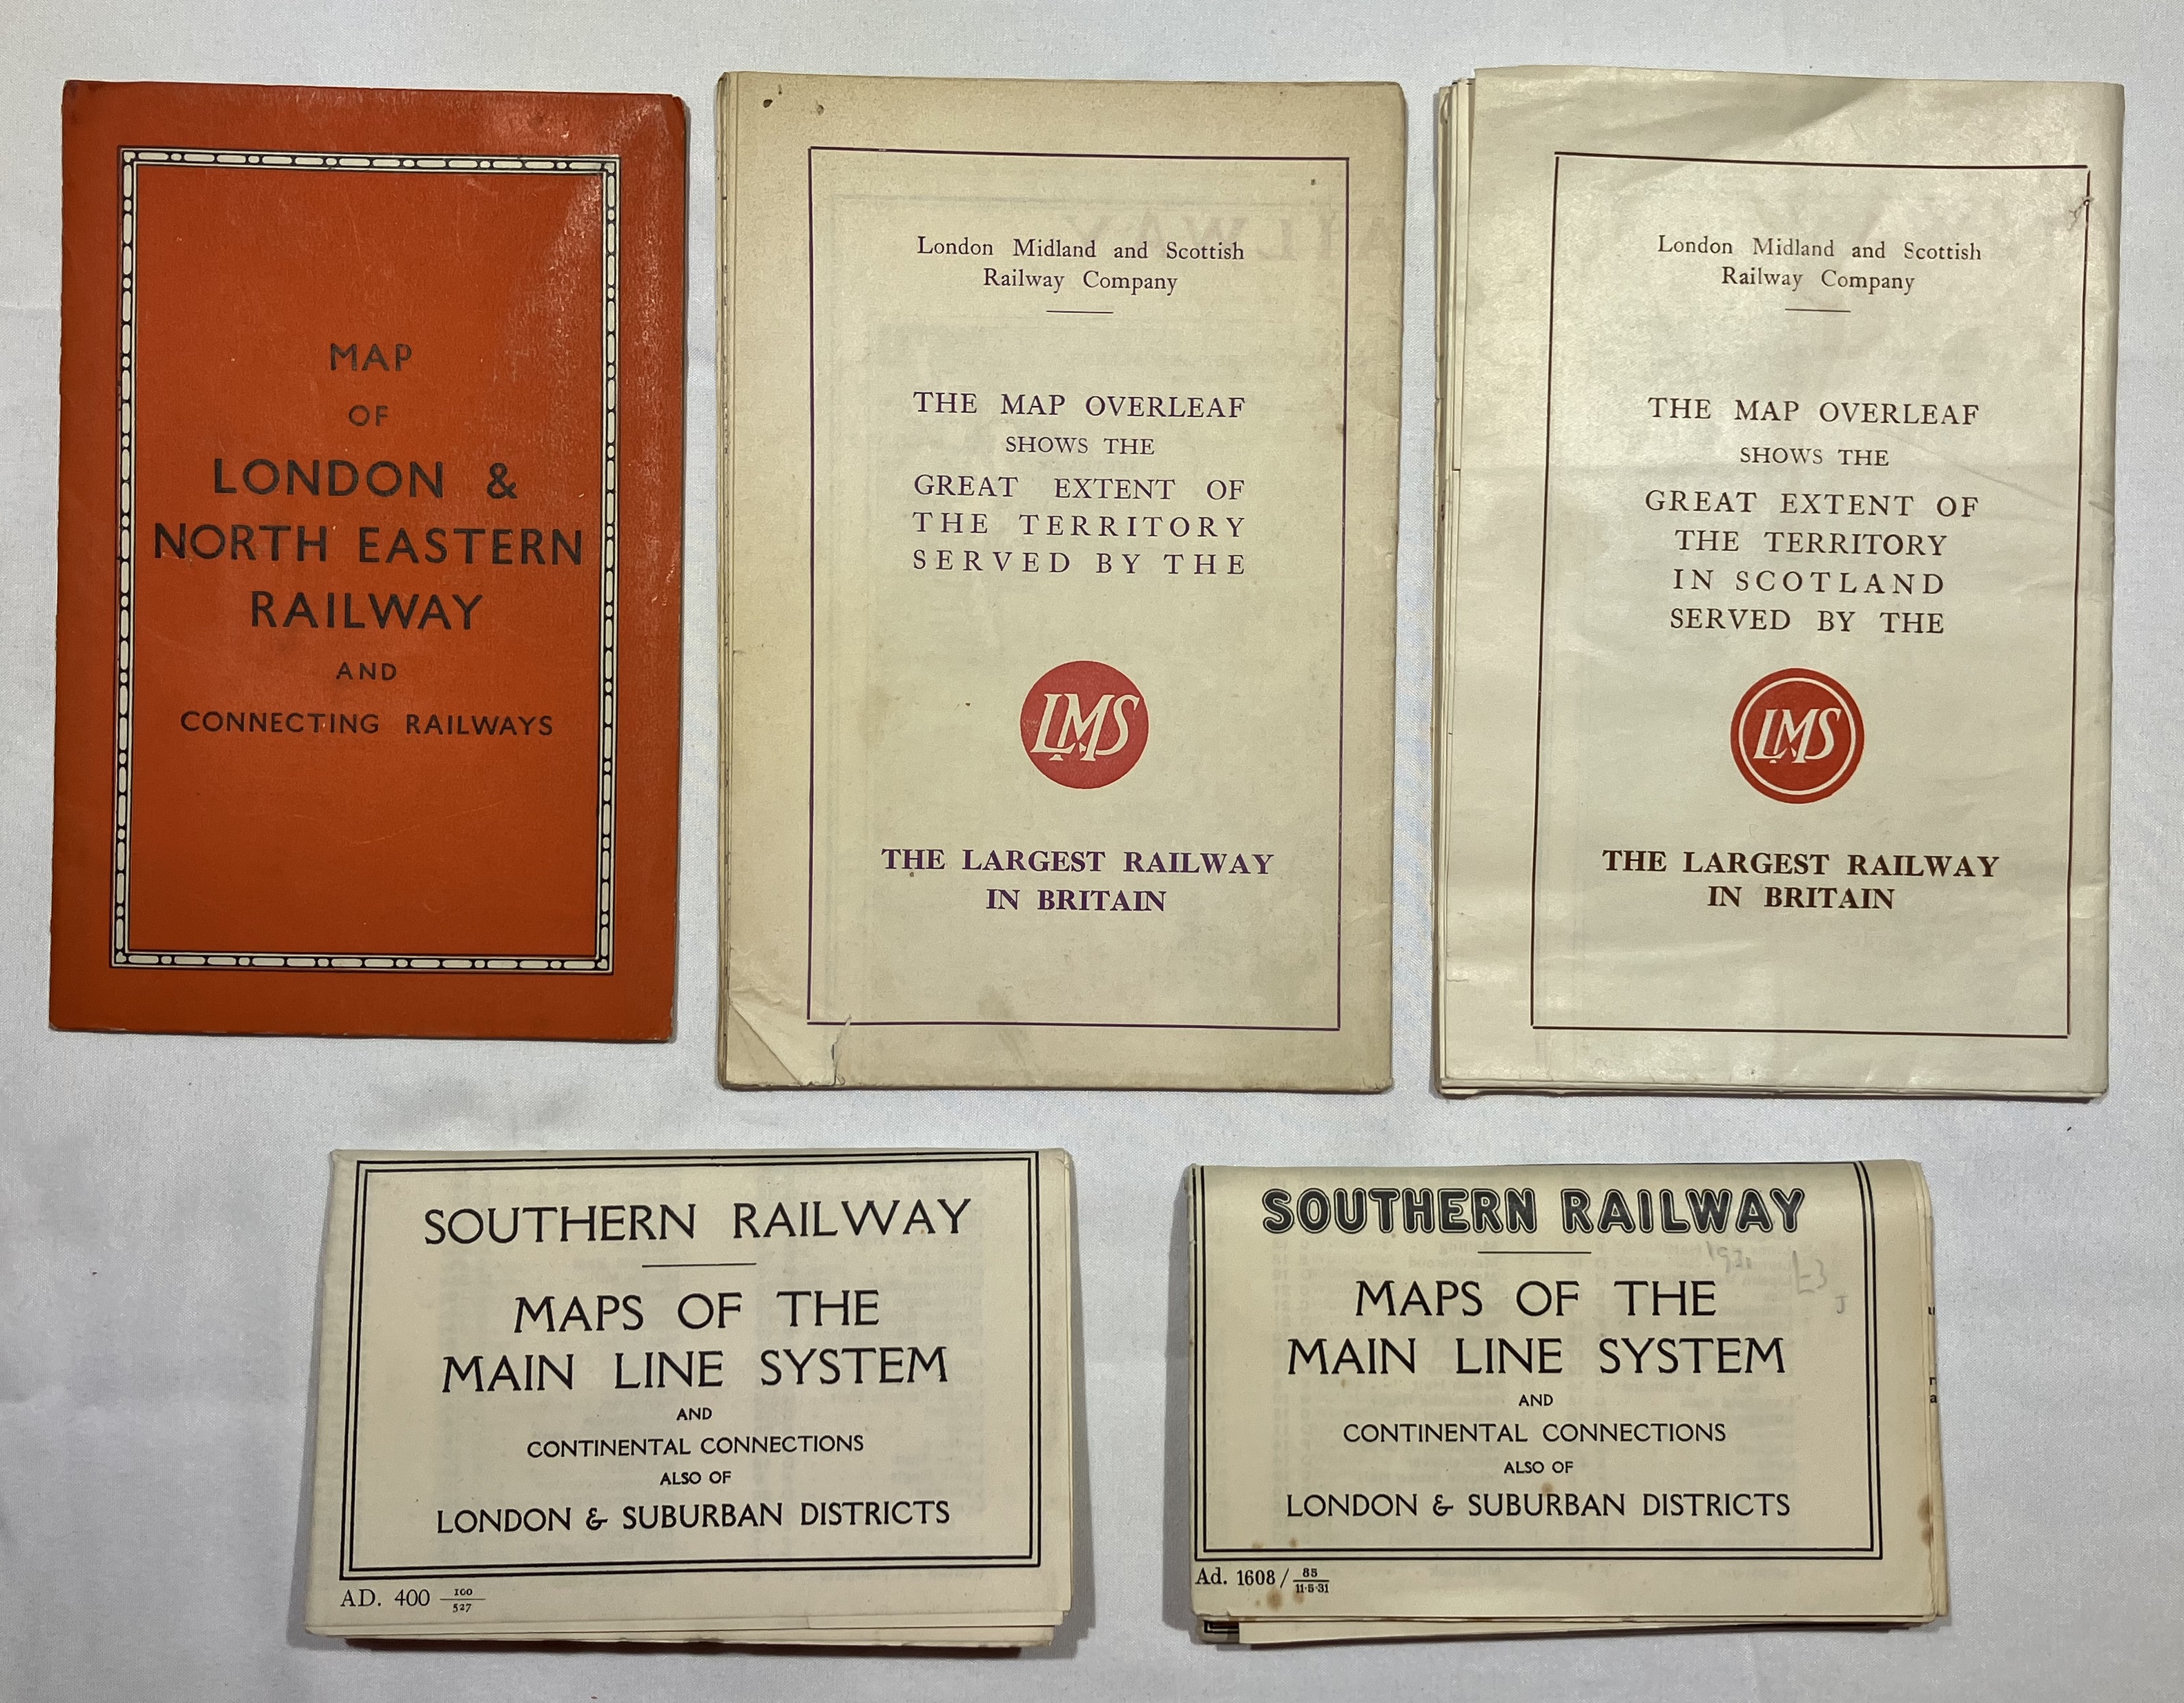 MAP
OF
LONDON &
NORTH EASTERN
RAILWAY
AND
CONNECTING RAILWAYS
London Midland and Scottish
Railway Company
THE MAP OVERLEAF
SHOWS THE
GREAT EXTENT OF
THE TERRITORY
SERVED BY THE
LMS
THE LARGEST RAILWAY
IN BRITAIN
London Midland and Scottish
Railway Company
THE MAP OVERLEAF
SHOWS THE
GREAT EXTENT OF
THE TERRITORY
IN SCOTLAND
SERVED BY THE
LMS
THE LARGEST RAILWAY
IN BRITAIN
SOUTHERN RAILWAY
MAPS OF THE
MAIN LINE SYSTEM
AND
CONTINENTAL CONNECTIONS
ALSO OF
LONDON & SUBURBAN DISTRICTS
AD. 400 100/527
SOUTHERN RAILWAY
MAPS OF THE
MAIN LINE SYSTEM
AND
CONTINENTAL CONNECTIONS
ALSO OF
LONDON & SUBURBAN DISTRICTS
Ad. 1608 / 85/11·5·31